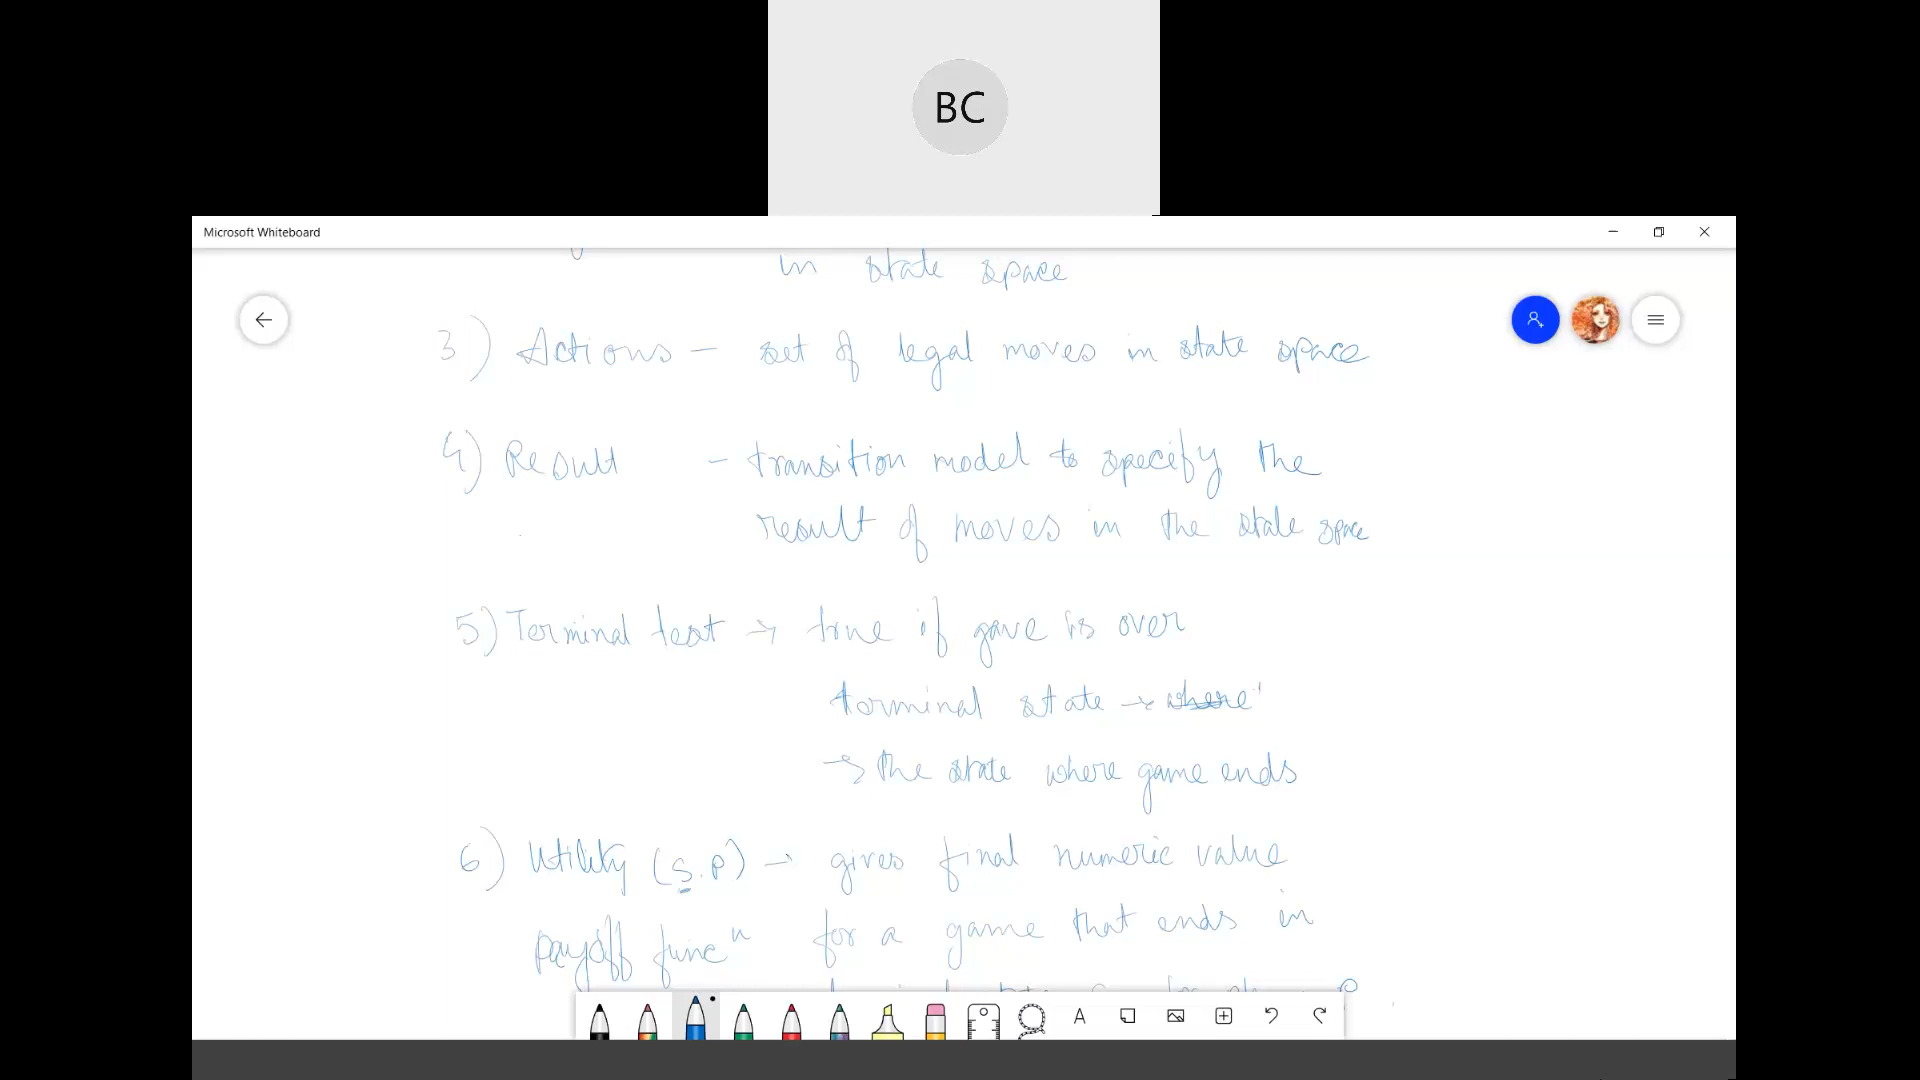 BC
Microsoft Whiteboard
in state space
3) Actions - set of legal moves in state space
4) Result - transition model to specify the
result of moves in the state space
5) Terminal test → true if gave is over
terminal state → where
→ the state where game ends
6) Utility (s.p) → gives final numeric value
payoff funcⁿ for a game that ends in
A